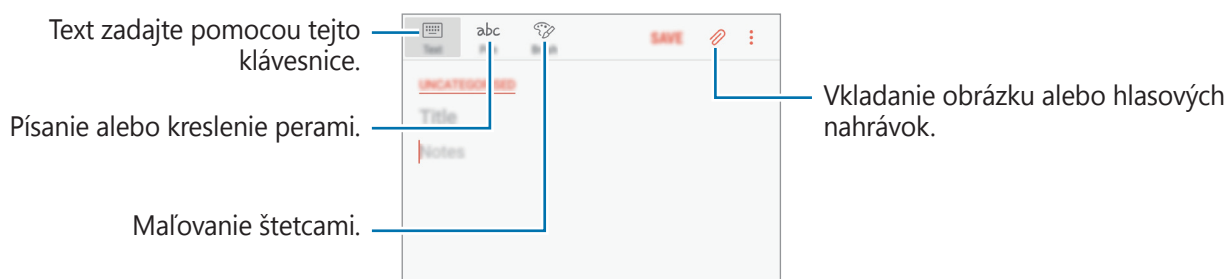 Text zadajte pomocou tejto
klávesnice.
Písanie alebo kreslenie perami.
Maľovanie štetcami.
abc
Text
SAVE
UNCATEGORISED
Title
Notes
Vkladanie obrázku alebo hlasových
nahrávok.